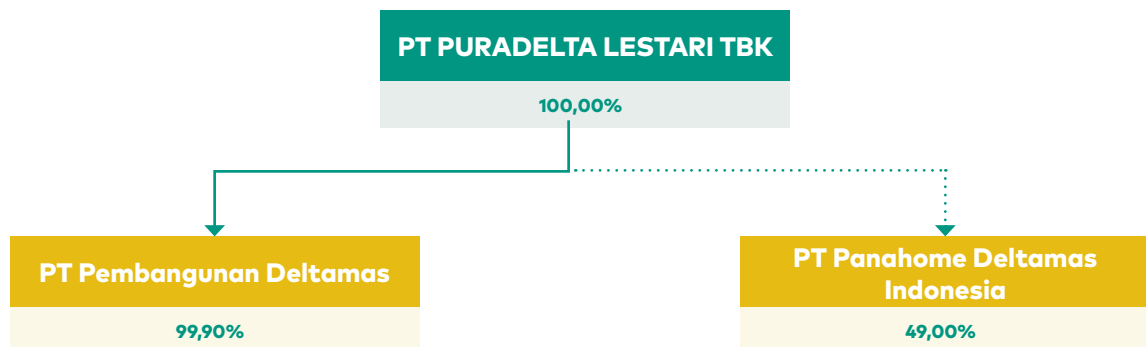 PT PURADELTA LESTARI TBK
100,00%
PT Pembangunan Deltamas
99,90%
PT Panahome Deltamas
Indonesia
49,00%